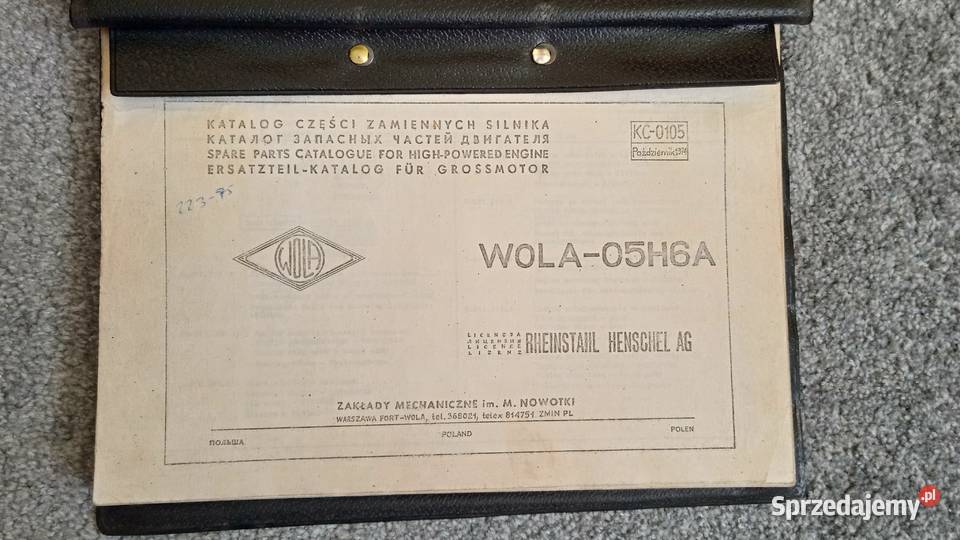 KATALOG CZĘŚCI ZAMIENNYCH SILNIKA
КАТАЛОГ ЗАПАСНЫХ ЧАСТЕЙ ДВИГАТЕЛЯ
SPARE PARTS CATALOGUE FOR HIGH-POWERED ENGINE
ERSATZTEIL-KATALOG FÜR GROSSMOTOR
KC-0105
Październik 1974
223-75
WOLA
WOLA-05H6A
LICENCJA
ЛИЦЕНЗИЯ
LICENCE
LIZENZ
RHEINSTAHL HENSCHEL AG
ZAKŁADY MECHANICZNE im. M. NOWOTKI
WARSZAWA FORT-WOLA, tel. 368021, telex 814751 ZMIN PL
ПОЛЬША
POLAND
POLEN
Sprzedajemy.pl